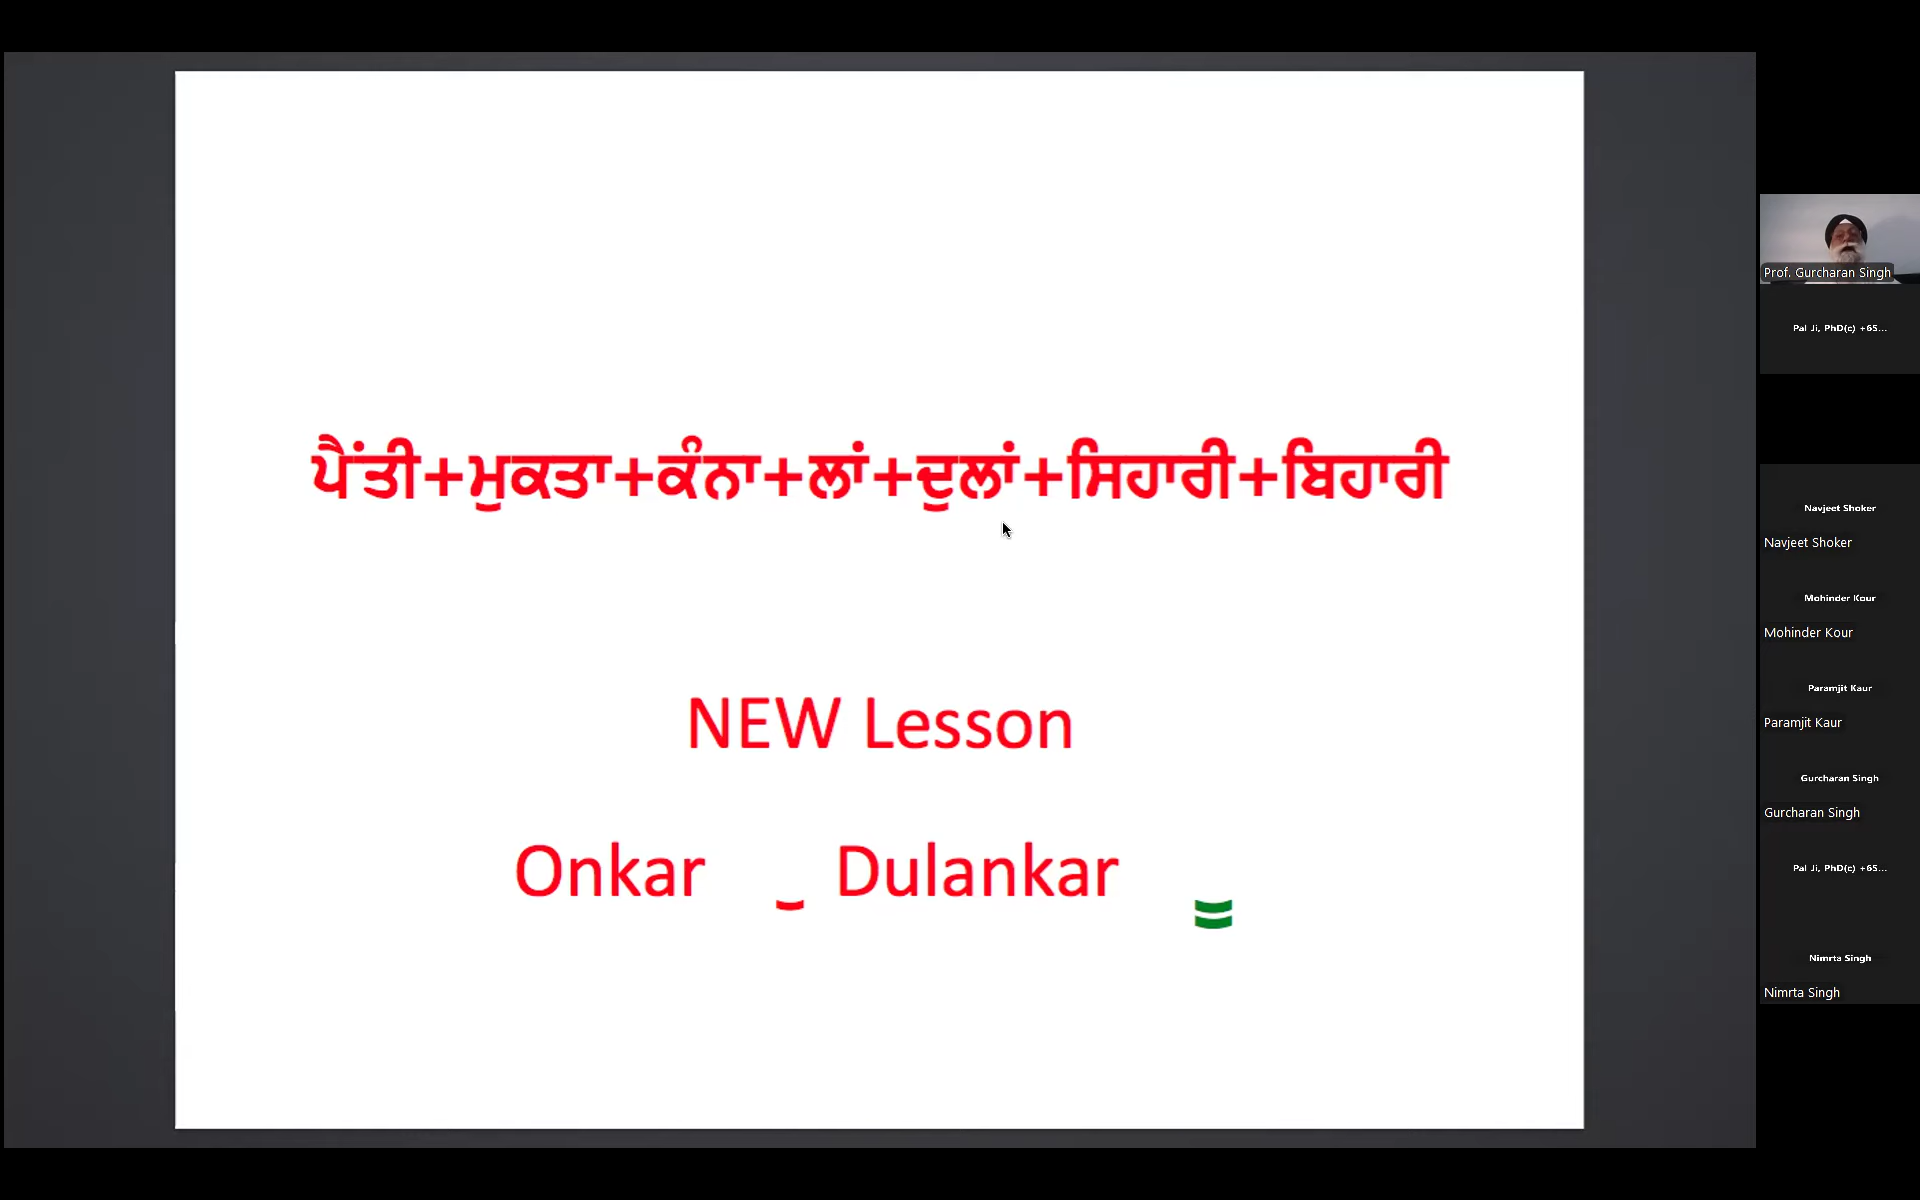 ਪੈਂਤੀ+ਮੁਕਤਾ+ਕੰਨਾ+ਲਾਂ+ਦੁਲਾਂ+ਸਿਹਾਰੀ+ਬਿਹਾਰੀ
NEW Lesson
Onkar ੁ Dulankar ੂ
Prof. Gurcharan Singh
Pal Ji, PhD(c) +65...
Navjeet Shoker
Navjeet Shoker
Mohinder Kour
Mohinder Kour
Paramjit Kaur
Paramjit Kaur
Gurcharan Singh
Gurcharan Singh
Pal Ji, PhD(c) +65...
Nimrta Singh
Nimrta Singh